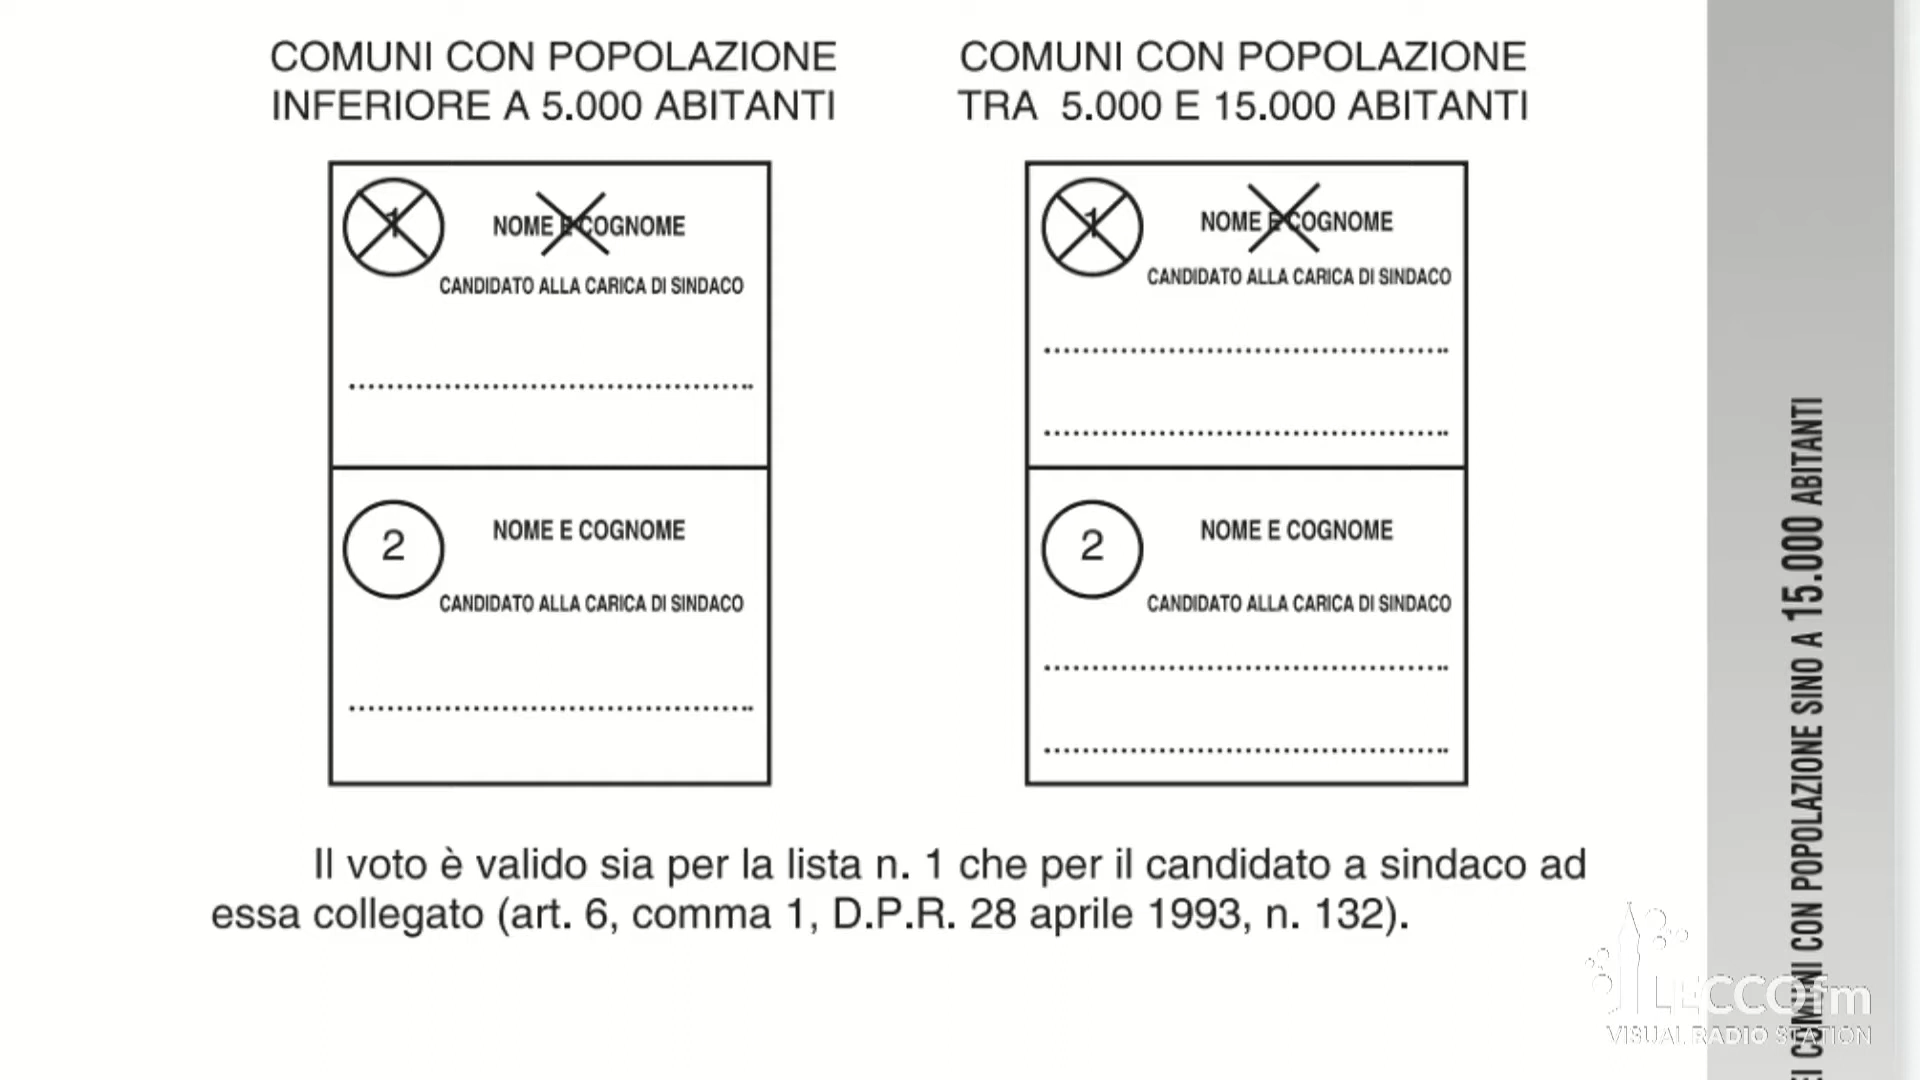 COMUNI CON POPOLAZIONE
INFERIORE A 5.000 ABITANTI
1
NOME E COGNOME
CANDIDATO ALLA CARICA DI SINDACO
2
NOME E COGNOME
CANDIDATO ALLA CARICA DI SINDACO
COMUNI CON POPOLAZIONE
TRA 5.000 E 15.000 ABITANTI
1
NOME E COGNOME
CANDIDATO ALLA CARICA DI SINDACO
2
NOME E COGNOME
CANDIDATO ALLA CARICA DI SINDACO
Il voto è valido sia per la lista n. 1 che per il candidato a sindaco ad
essa collegato (art. 6, comma 1, D.P.R. 28 aprile 1993, n. 132).
COMUNI CON POPOLAZIONE SINO A 15.000 ABITANTI
LECCOfm
VISUAL RADIO STATION